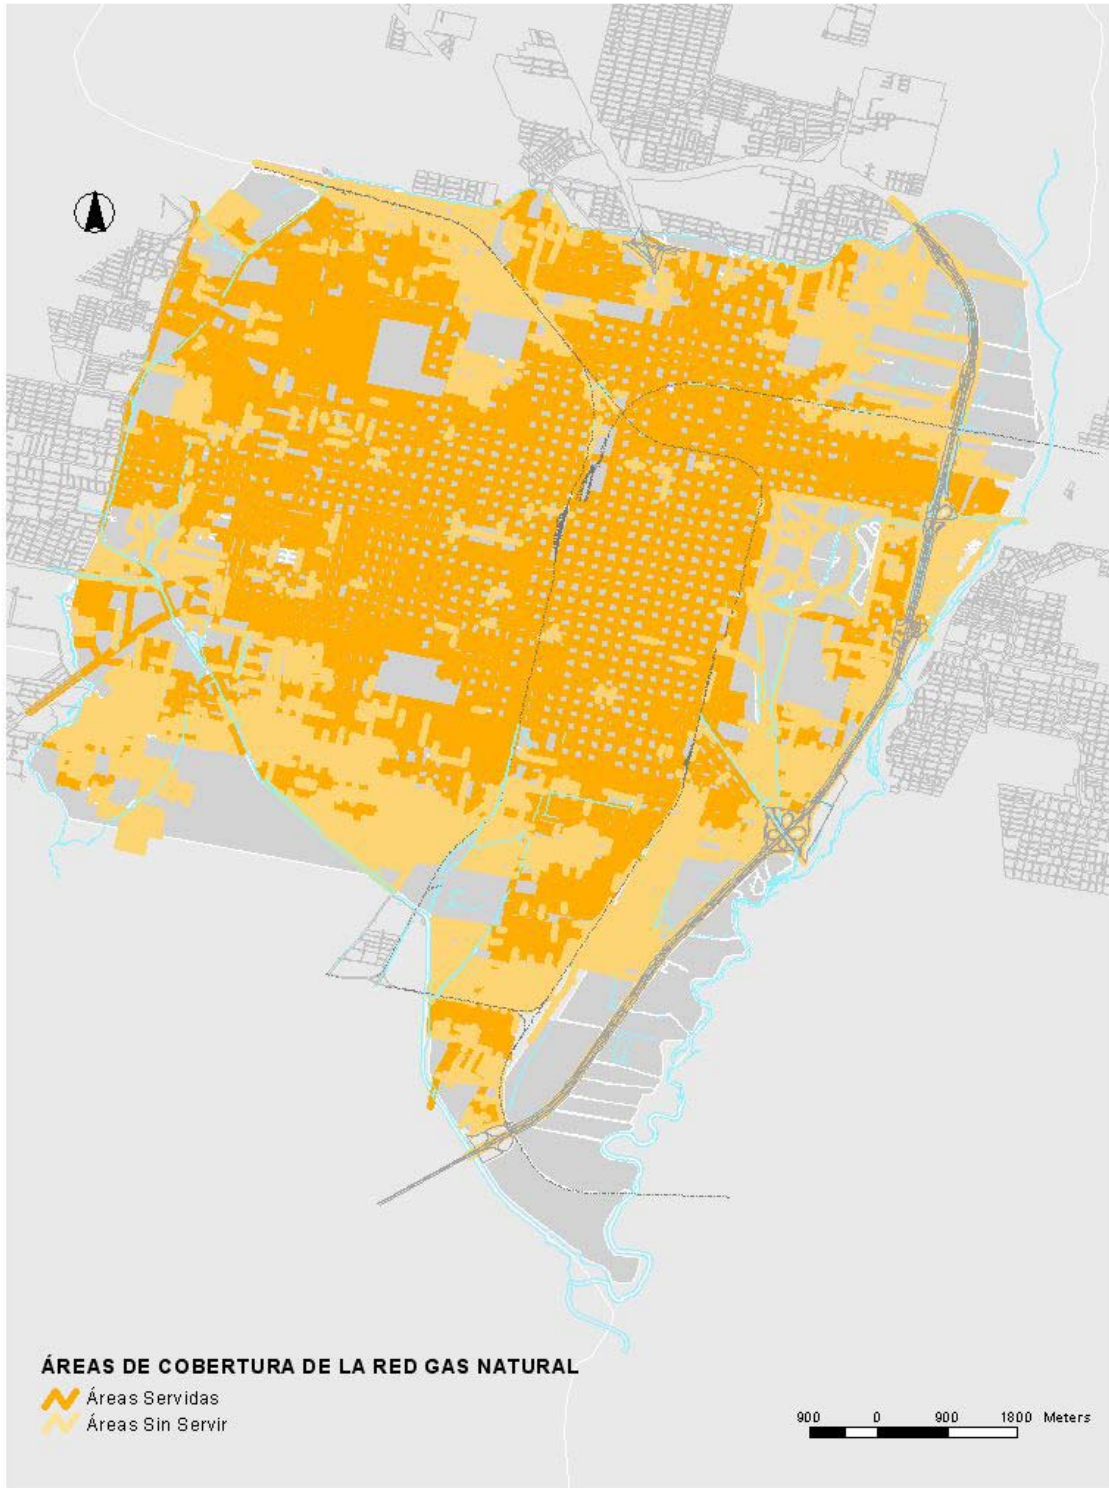 ÁREAS DE COBERTURA DE LA RED GAS NATURAL
Áreas Servidas
Áreas Sin Servir
900 0 900 1800 Meters